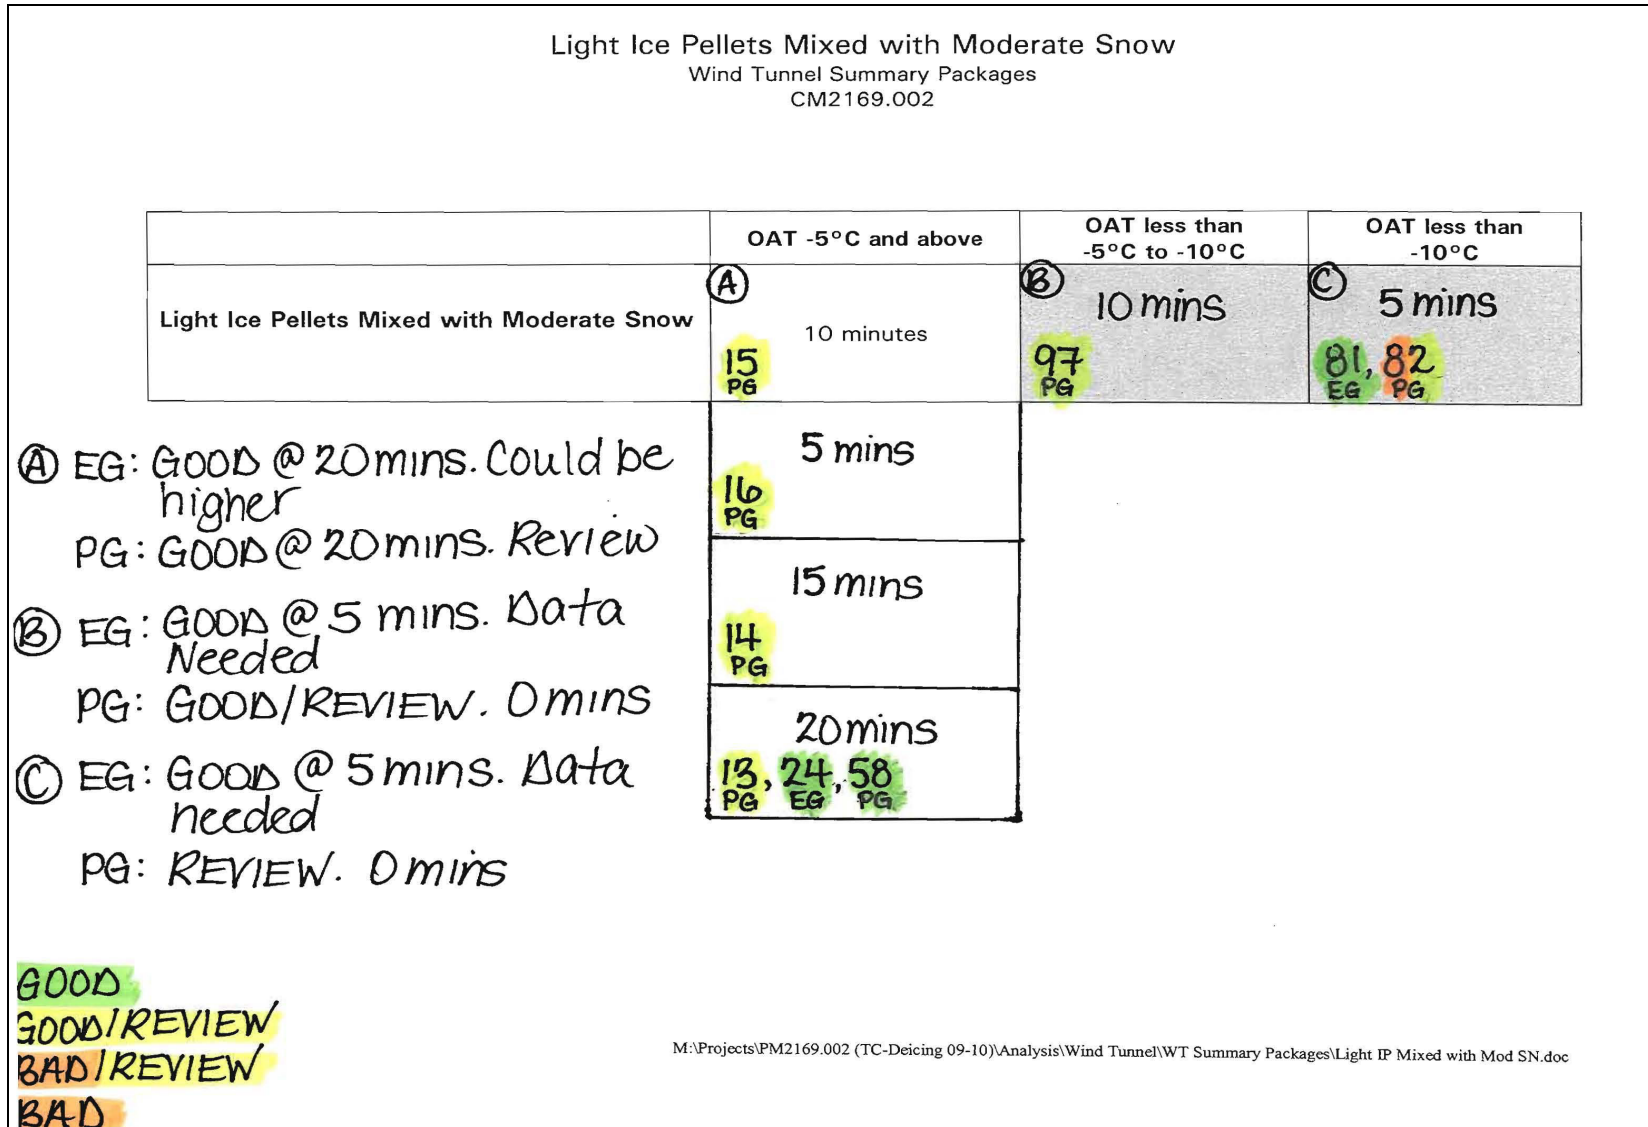 Light Ice Pellets Mixed with Moderate Snow
Wind Tunnel Summary Packages
CM2169.002
OAT -5°C and above
OAT less than
-5°C to -10°C
OAT less than
-10°C
Light Ice Pellets Mixed with Moderate Snow
Ⓐ
10 minutes
15
PG
Ⓑ
10 mins
97
PG
Ⓒ
5 mins
81, 82
EG PG
5 mins
16
PG
15 mins
14
PG
20 mins
13, 24, 58
PG EG PG
Ⓐ EG: GOOD @ 20 mins. Could be
higher
PG: GOOD @ 20 mins. Review
Ⓑ EG: GOOD @ 5 mins. Data
Needed
PG: GOOD/REVIEW. 0 mins
Ⓒ EG: GOOD @ 5 mins. Data
needed
PG: REVIEW. 0 mins
GOOD
GOOD/REVIEW
BAD/REVIEW
BAD
M:\Projects\PM2169.002 (TC-Deicing 09-10)\Analysis\Wind Tunnel\WT Summary Packages\Light IP Mixed with Mod SN.doc